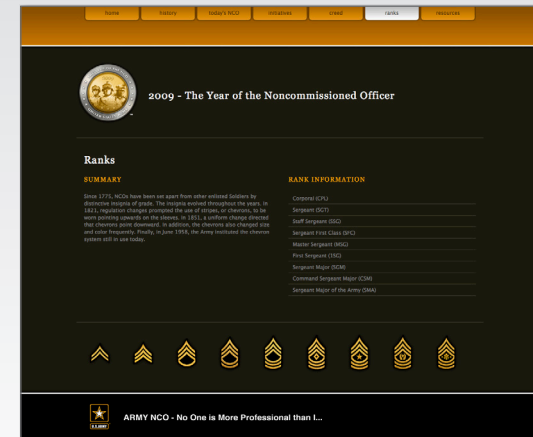 home history today's NCO initiatives creed ranks resources
2009 - The Year of the Noncommissioned Officer
Ranks
SUMMARY
Since 1775, NCOs have been set apart from other enlisted Soldiers by
distinctive insignia of grade. The insignia evolved throughout the years. In
1821, regulation changes prompted the use of stripes, or chevrons, to be
worn pointing upwards on the sleeves. In 1851, a uniform change directed
that chevrons point downward. In addition, the chevrons also changed size
and color frequently. Finally, in June 1958, the Army instituted the chevron
system still in use today.
RANK INFORMATION
Corporal (CPL)
Sergeant (SGT)
Staff Sergeant (SSG)
Sergeant First Class (SFC)
Master Sergeant (MSG)
First Sergeant (1SG)
Sergeant Major (SGM)
Command Sergeant Major (CSM)
Sergeant Major of the Army (SMA)
U.S.ARMY
ARMY NCO - No One is More Professional than I...